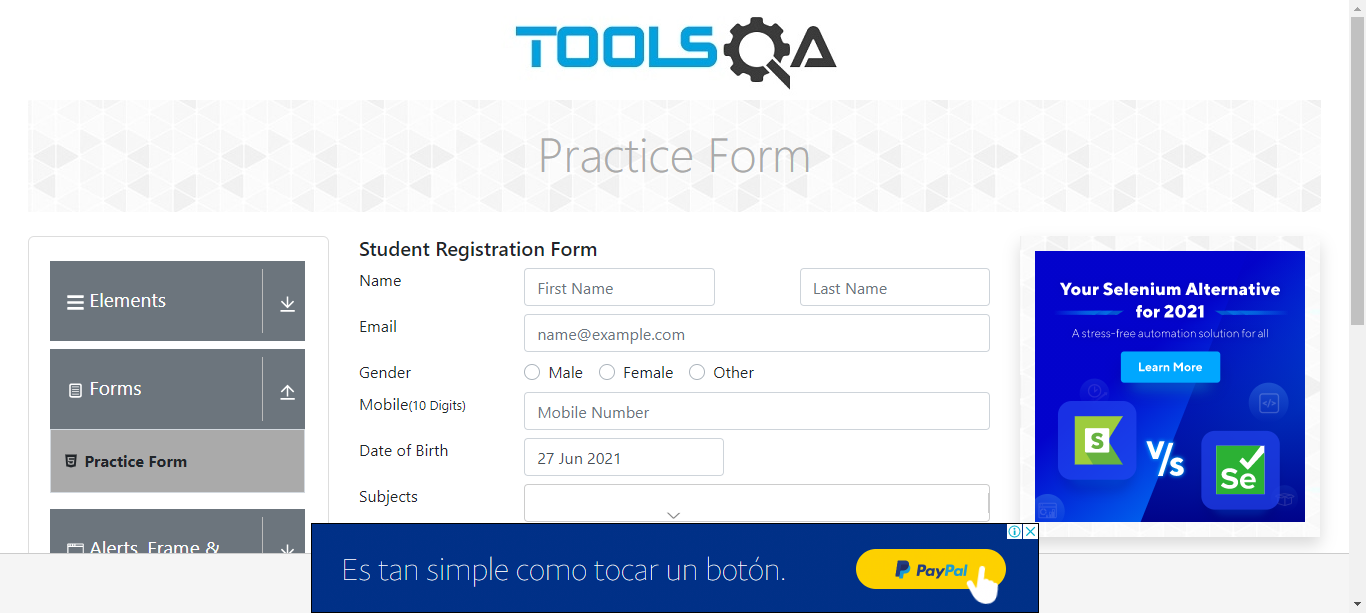 TOOLSQA
Practice Form
Elements
Forms
Practice Form
Alerts, Frame &
Student Registration Form
Name
First Name
Last Name
Email
name@example.com
Gender
Male
Female
Other
Mobile(10 Digits)
Mobile Number
Date of Birth
27 Jun 2021
Subjects
Your Selenium Alternative
for 2021
A stress-free automation solution for all
Learn More
S
V/S
Se
Es tan simple como tocar un botón.
PayPal